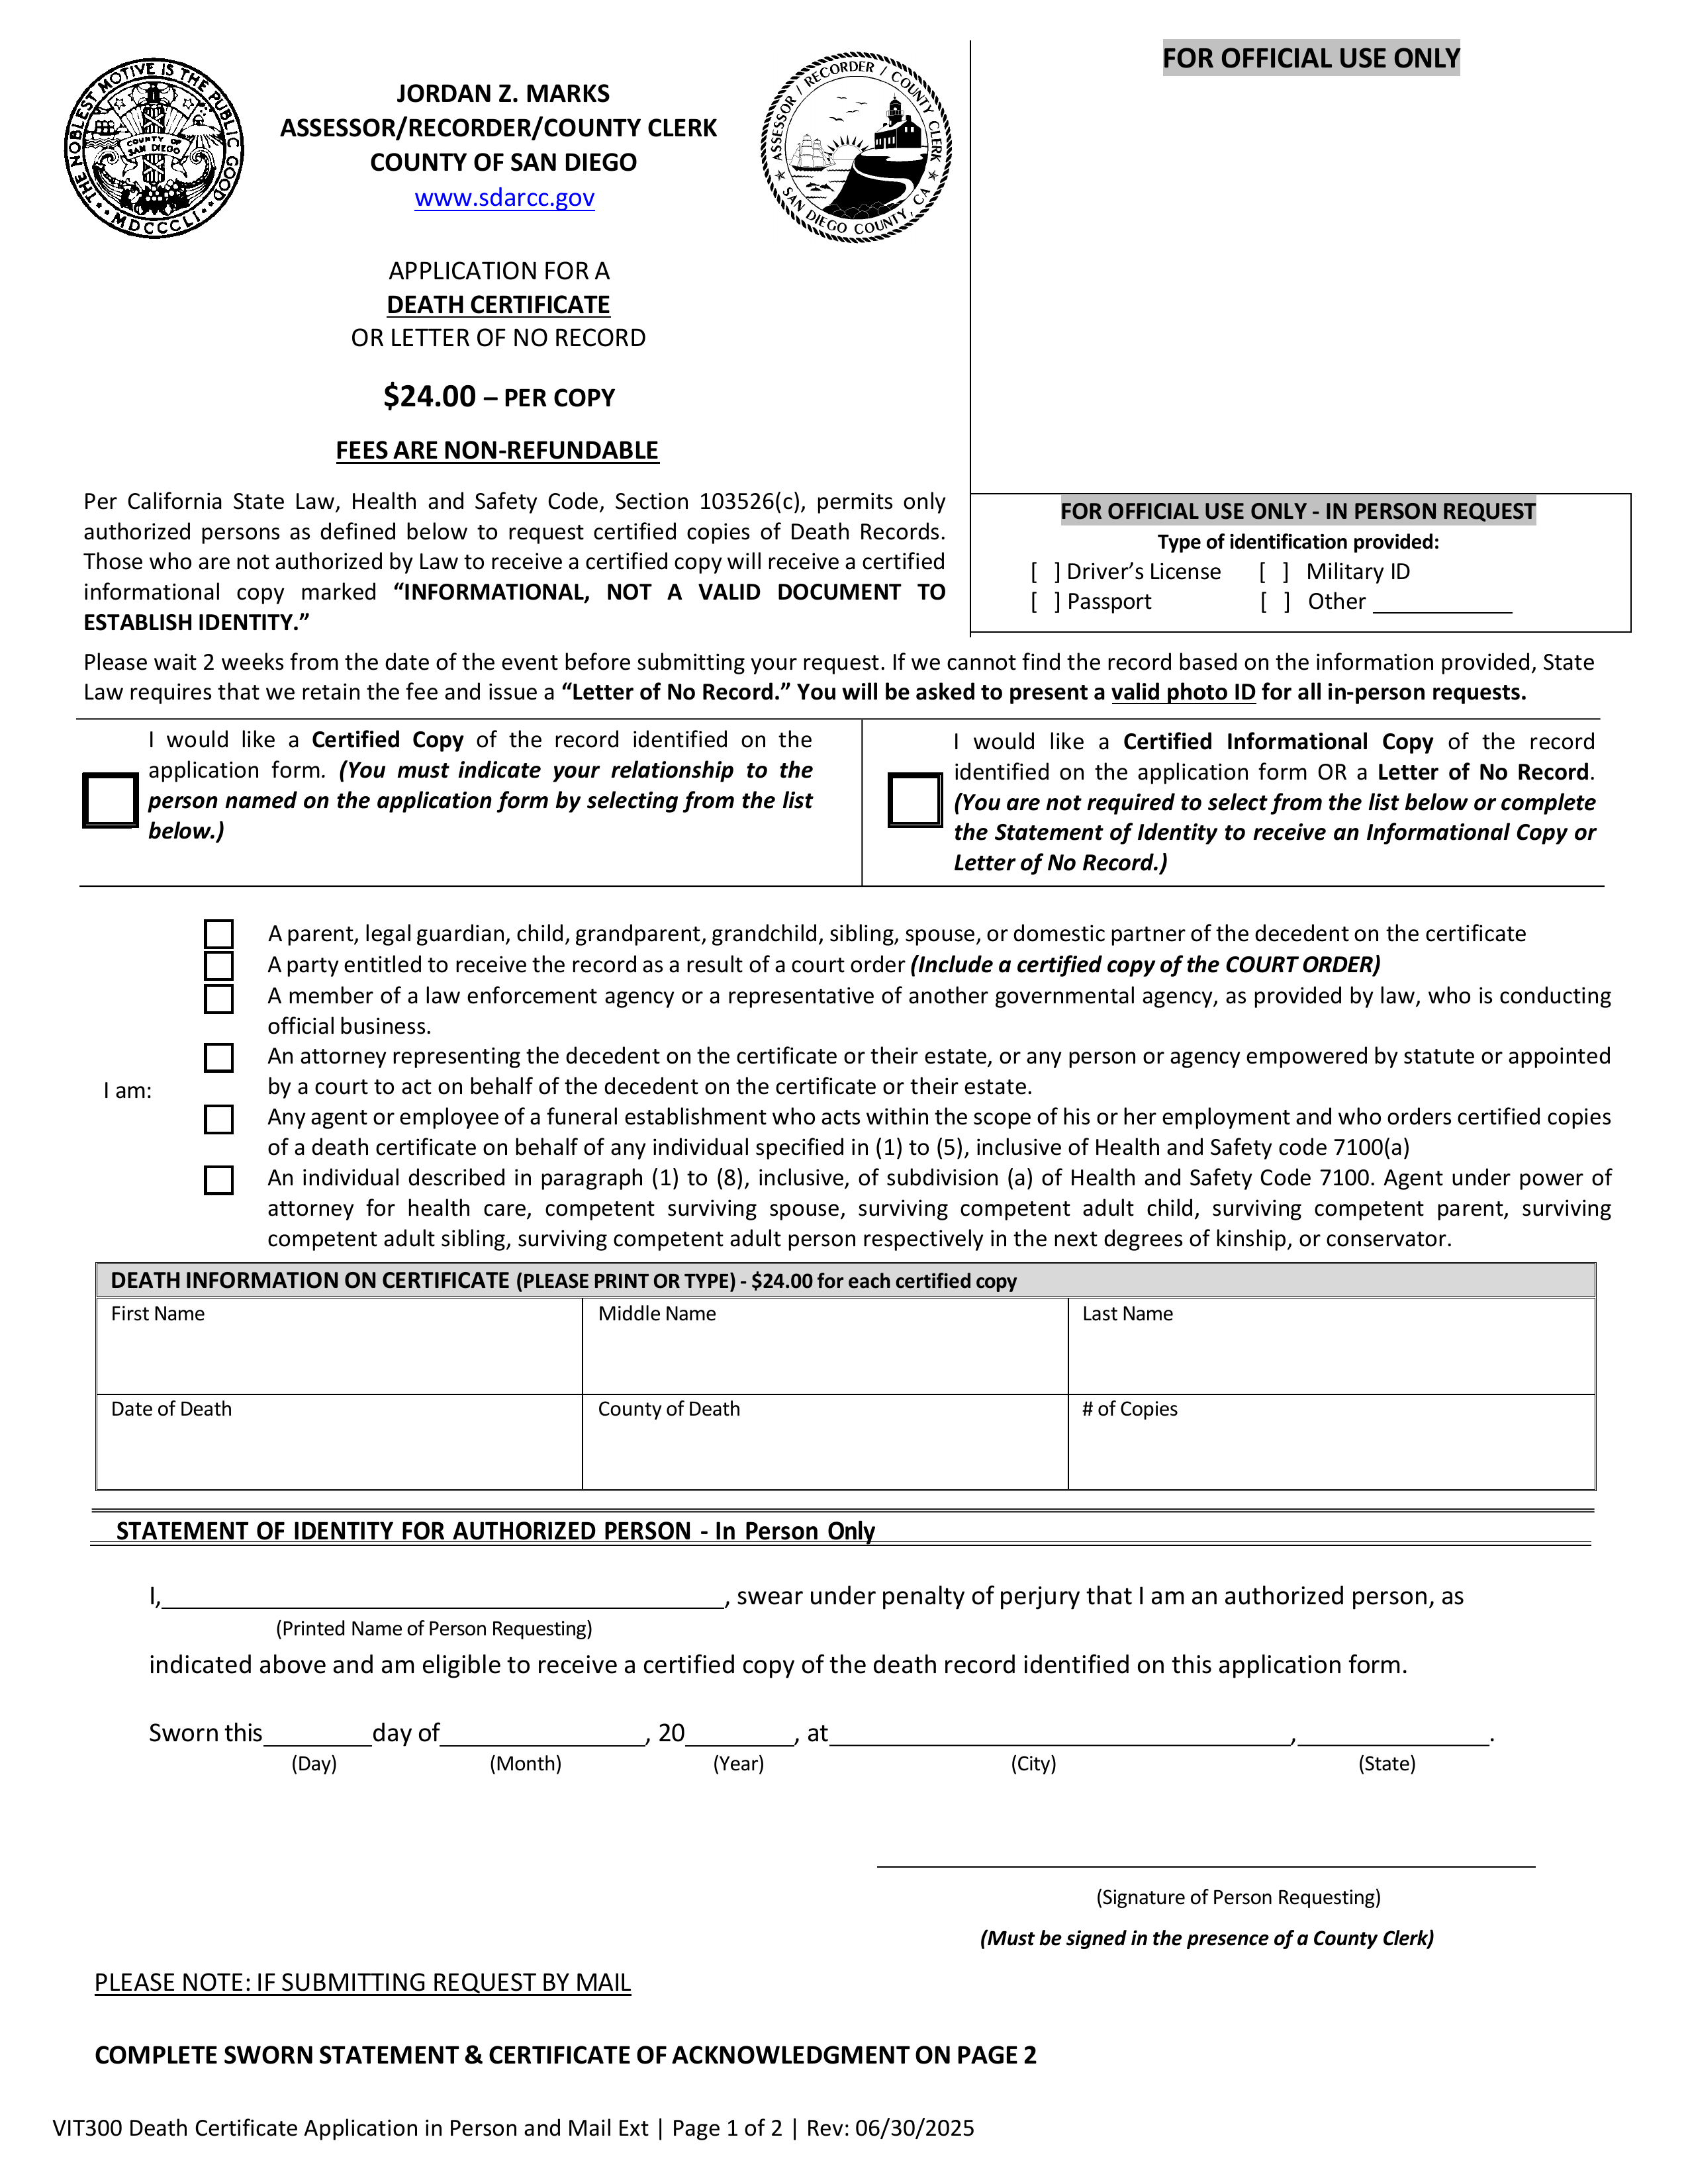 THE NOBLEST MOTIVE IS THE PUBLIC GOOD
COUNTY OF
SAN DIEGO
MDCCCLI
JORDAN Z. MARKS
ASSESSOR/RECORDER/COUNTY CLERK
COUNTY OF SAN DIEGO
www.sdarcc.gov
ASSESSOR / RECORDER / COUNTY CLERK
SAN DIEGO COUNTY, CA
APPLICATION FOR A
DEATH CERTIFICATE
OR LETTER OF NO RECORD
$24.00 – PER COPY
FEES ARE NON-REFUNDABLE
Per California State Law, Health and Safety Code, Section 103526(c), permits only
authorized persons as defined below to request certified copies of Death Records.
Those who are not authorized by Law to receive a certified copy will receive a certified
informational copy marked “INFORMATIONAL, NOT A VALID DOCUMENT TO
ESTABLISH IDENTITY.”
FOR OFFICIAL USE ONLY
FOR OFFICIAL USE ONLY - IN PERSON REQUEST
Type of identification provided:
[ ] Driver’s License [ ] Military ID
[ ] Passport [ ] Other ____________
Please wait 2 weeks from the date of the event before submitting your request. If we cannot find the record based on the information provided, State
Law requires that we retain the fee and issue a “Letter of No Record.” You will be asked to present a valid photo ID for all in-person requests.
I would like a Certified Copy of the record identified on the
application form. (You must indicate your relationship to the
person named on the application form by selecting from the list
below.)
I would like a Certified Informational Copy of the record
identified on the application form OR a Letter of No Record.
(You are not required to select from the list below or complete
the Statement of Identity to receive an Informational Copy or
Letter of No Record.)
I am:
A parent, legal guardian, child, grandparent, grandchild, sibling, spouse, or domestic partner of the decedent on the certificate
A party entitled to receive the record as a result of a court order (Include a certified copy of the COURT ORDER)
A member of a law enforcement agency or a representative of another governmental agency, as provided by law, who is conducting
official business.
An attorney representing the decedent on the certificate or their estate, or any person or agency empowered by statute or appointed
by a court to act on behalf of the decedent on the certificate or their estate.
Any agent or employee of a funeral establishment who acts within the scope of his or her employment and who orders certified copies
of a death certificate on behalf of any individual specified in (1) to (5), inclusive of Health and Safety code 7100(a)
An individual described in paragraph (1) to (8), inclusive, of subdivision (a) of Health and Safety Code 7100. Agent under power of
attorney for health care, competent surviving spouse, surviving competent adult child, surviving competent parent, surviving
competent adult sibling, surviving competent adult person respectively in the next degrees of kinship, or conservator.
DEATH INFORMATION ON CERTIFICATE (PLEASE PRINT OR TYPE) - $24.00 for each certified copy
First Name Middle Name Last Name
Date of Death County of Death # of Copies
STATEMENT OF IDENTITY FOR AUTHORIZED PERSON - In Person Only
I,____________________, swear under penalty of perjury that I am an authorized person, as
(Printed Name of Person Requesting)
indicated above and am eligible to receive a certified copy of the death record identified on this application form.
Sworn this________day of_______________, 20________, at__________________________________,______________.
(Day) (Month) (Year) (City) (State)
(Signature of Person Requesting)
(Must be signed in the presence of a County Clerk)
PLEASE NOTE: IF SUBMITTING REQUEST BY MAIL
COMPLETE SWORN STATEMENT & CERTIFICATE OF ACKNOWLEDGMENT ON PAGE 2
VIT300 Death Certificate Application in Person and Mail Ext | Page 1 of 2 | Rev: 06/30/2025